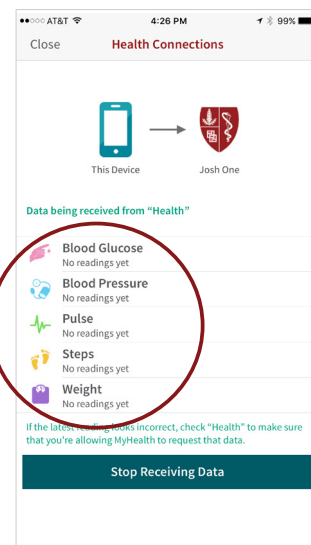 AT&T 4:26 PM 99%
Close Health Connections
This Device Josh One
Data being received from “Health”
Blood Glucose
No readings yet
Blood Pressure
No readings yet
Pulse
No readings yet
Steps
No readings yet
Weight
No readings yet
If the latest reading looks incorrect, check “Health” to make sure
that you're allowing MyHealth to request that data.
Stop Receiving Data